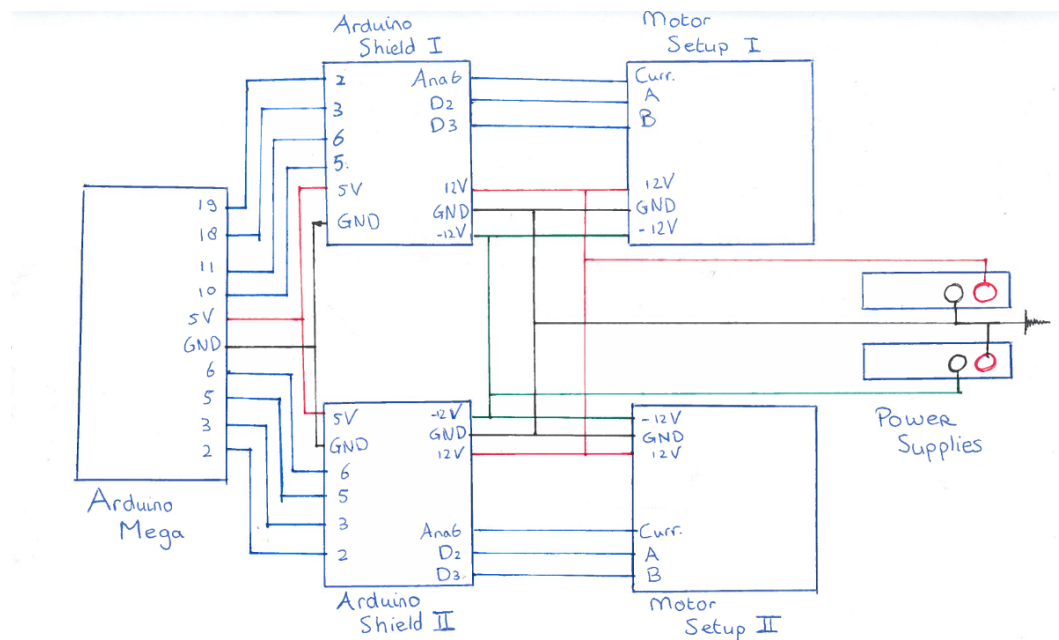 Arduino
Shield I
Motor
Setup I
2
3
6
5.
5V
GND
Ana6
D2
D3
12V
GND
-12V
Curr.
A
B
12V
GND
-12V
19
18
11
10
5V
GND
6
5
3
2
Arduino
Mega
5V
GND
6
5
3
2
-12V
GND
12V
Ana6
D2
D3
-12V
GND
12V
Curr.
A
B
Arduino
Shield II
Motor
Setup II
Power
Supplies